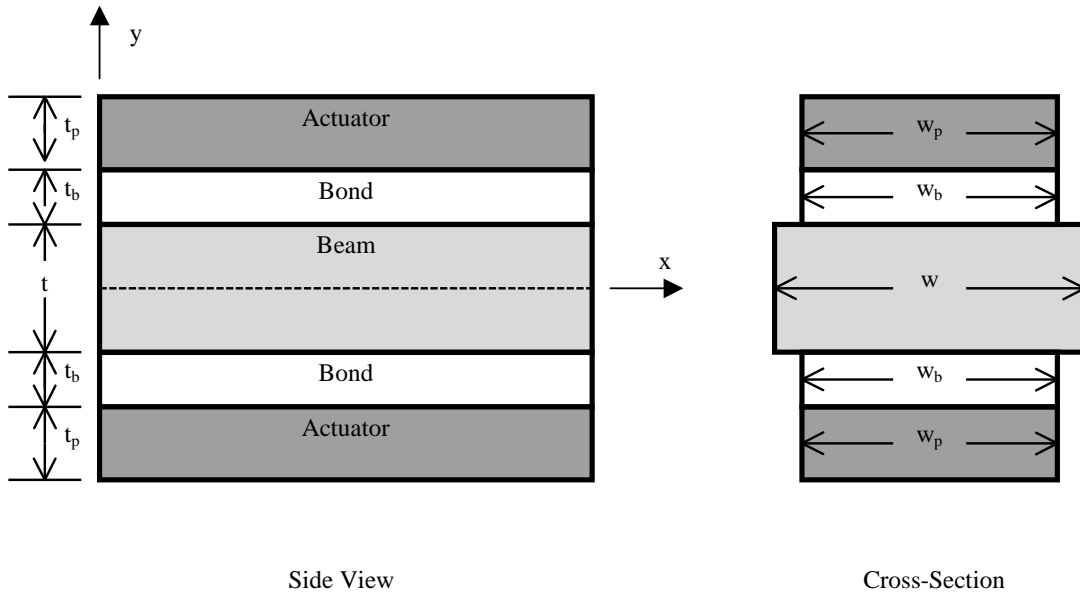 y
Actuator
t_p
w_p
Bond
t_b
w_b
Beam
x
t
w
Bond
t_b
w_b
Actuator
t_p
w_p
Side View
Cross-Section